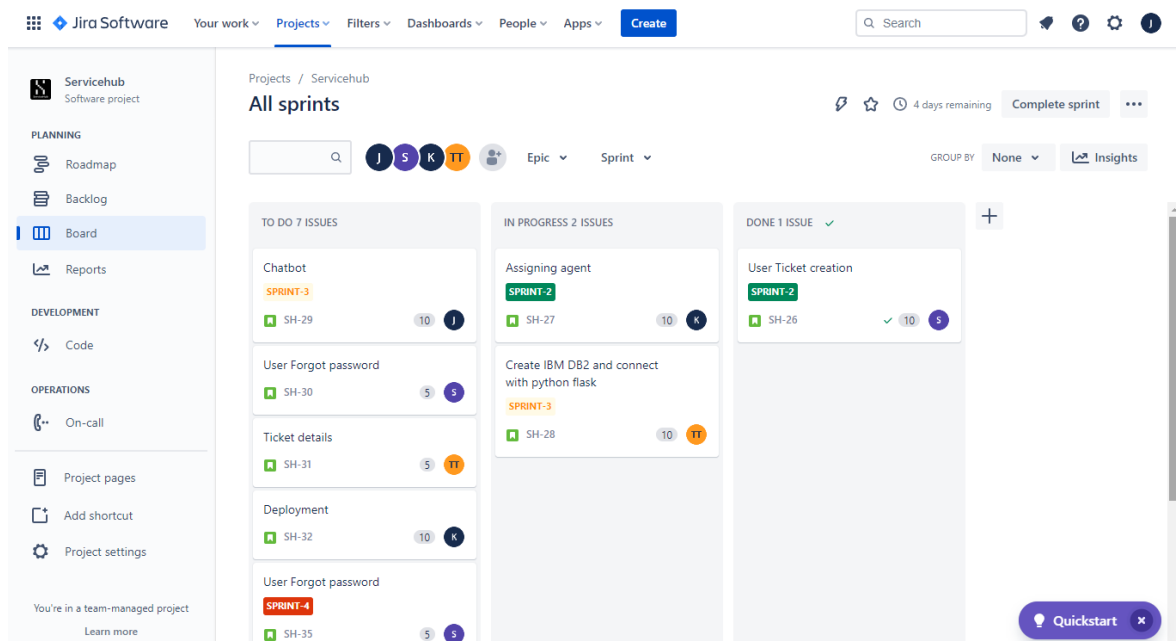 Jira Software
Your work
Projects
Filters
Dashboards
People
Apps
Create
Search
J
Servicehub
Software project
PLANNING
Roadmap
Backlog
Board
Reports
DEVELOPMENT
Code
OPERATIONS
On-call
Project pages
Add shortcut
Project settings
You're in a team-managed project
Learn more
Projects / Servicehub
All sprints
4 days remaining
Complete sprint
J S K TT
Epic
Sprint
GROUP BY
None
Insights
TO DO 7 ISSUES
Chatbot
SPRINT-3
SH-29 10 J
User Forgot password
SH-30 5 S
Ticket details
SH-31 5 TT
Deployment
SH-32 10 K
User Forgot password
SPRINT-4
SH-35 5 S
IN PROGRESS 2 ISSUES
Assigning agent
SPRINT-2
SH-27 10 K
Create IBM DB2 and connect
with python flask
SPRINT-3
SH-28 10 TT
DONE 1 ISSUE
User Ticket creation
SPRINT-2
SH-26 10 S
Quickstart